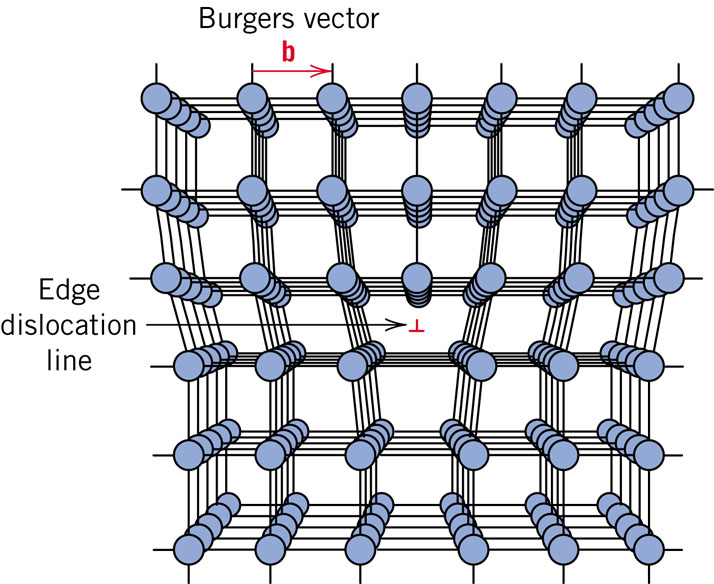 Burgers vector
b
Edge
dislocation
line
⊥